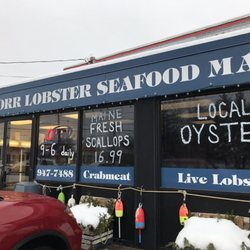 ORR LOBSTER SEAFOOD MA
9-6 daily
MAINE
FRESH
SCALLOPS
16.99
LOCAL
OYSTE
947-7488
Crabmeat
Live Lobs